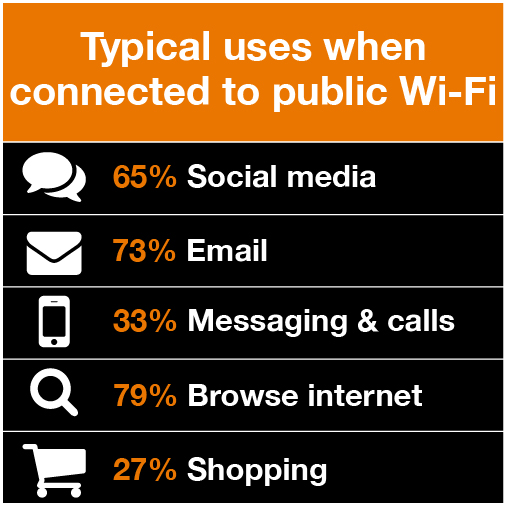 Typical uses when
connected to public Wi-Fi
65% Social media
73% Email
33% Messaging & calls
79% Browse internet
27% Shopping